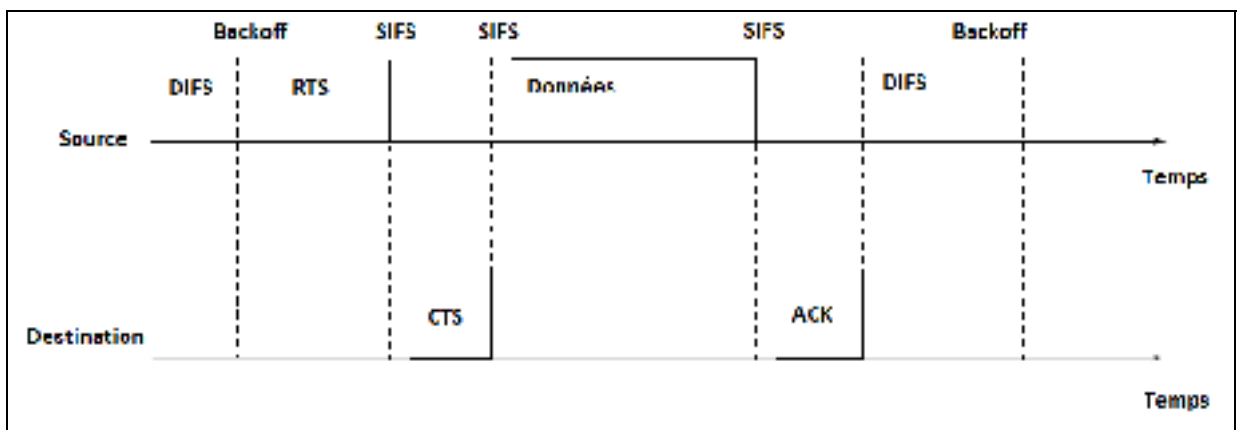 Backoff SIFS SIFS SIFS Backoff
DIFS RTS Données DIFS
Source
Temps
CTS ACK
Destination
Temps